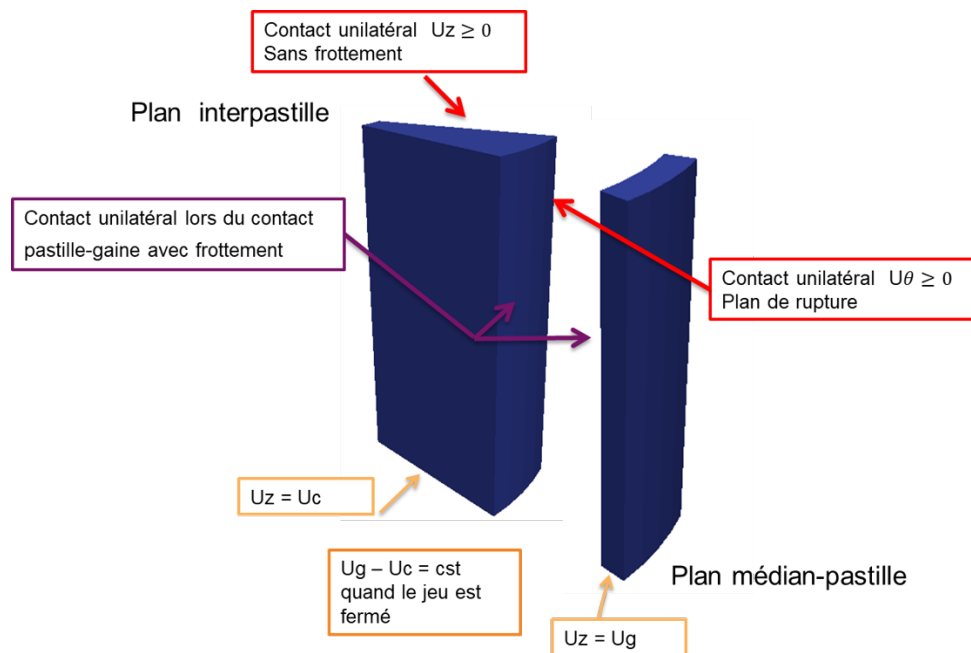 Contact unilatéral Uz ≥ 0
Sans frottement
Plan interpastille
Contact unilatéral lors du contact
pastille-gaine avec frottement
Contact unilatéral Uθ ≥ 0
Plan de rupture
Uz = Uc
Ug – Uc = cst
quand le jeu est
fermé
Plan médian-pastille
Uz = Ug